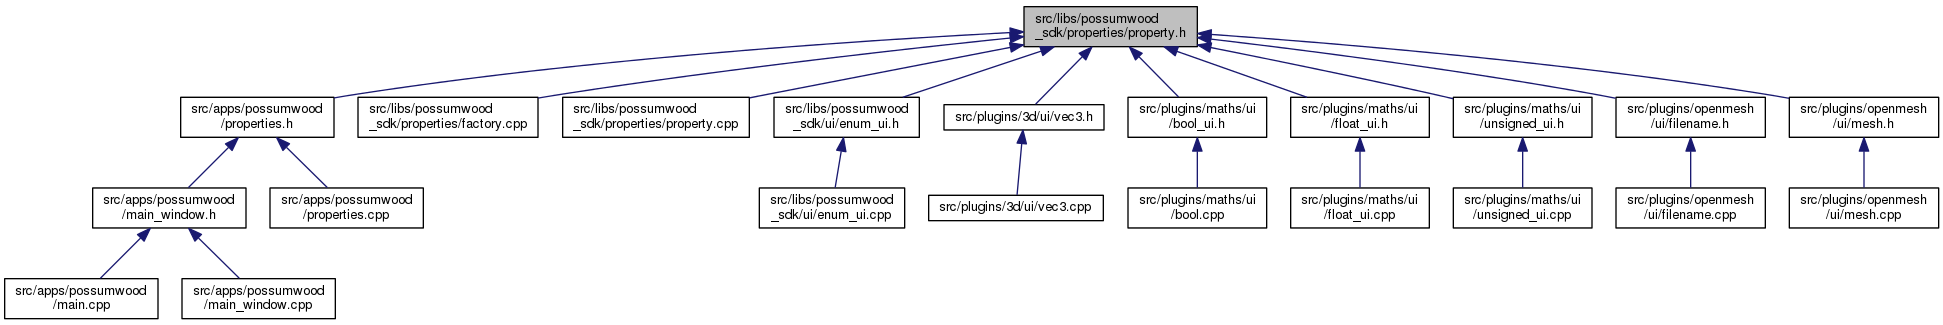 src/libs/possumwood
_sdk/properties/property.h
src/apps/possumwood
/properties.h
src/libs/possumwood
_sdk/properties/factory.cpp
src/libs/possumwood
_sdk/properties/property.cpp
src/libs/possumwood
_sdk/ui/enum_ui.h
src/plugins/3d/ui/vec3.h
src/plugins/maths/ui
/bool_ui.h
src/plugins/maths/ui
/float_ui.h
src/plugins/maths/ui
/unsigned_ui.h
src/plugins/openmesh
/ui/filename.h
src/plugins/openmesh
/ui/mesh.h
src/apps/possumwood
/main_window.h
src/apps/possumwood
/properties.cpp
src/libs/possumwood
_sdk/ui/enum_ui.cpp
src/plugins/3d/ui/vec3.cpp
src/plugins/maths/ui
/bool.cpp
src/plugins/maths/ui
/float_ui.cpp
src/plugins/maths/ui
/unsigned_ui.cpp
src/plugins/openmesh
/ui/filename.cpp
src/plugins/openmesh
/ui/mesh.cpp
src/apps/possumwood
/main.cpp
src/apps/possumwood
/main_window.cpp